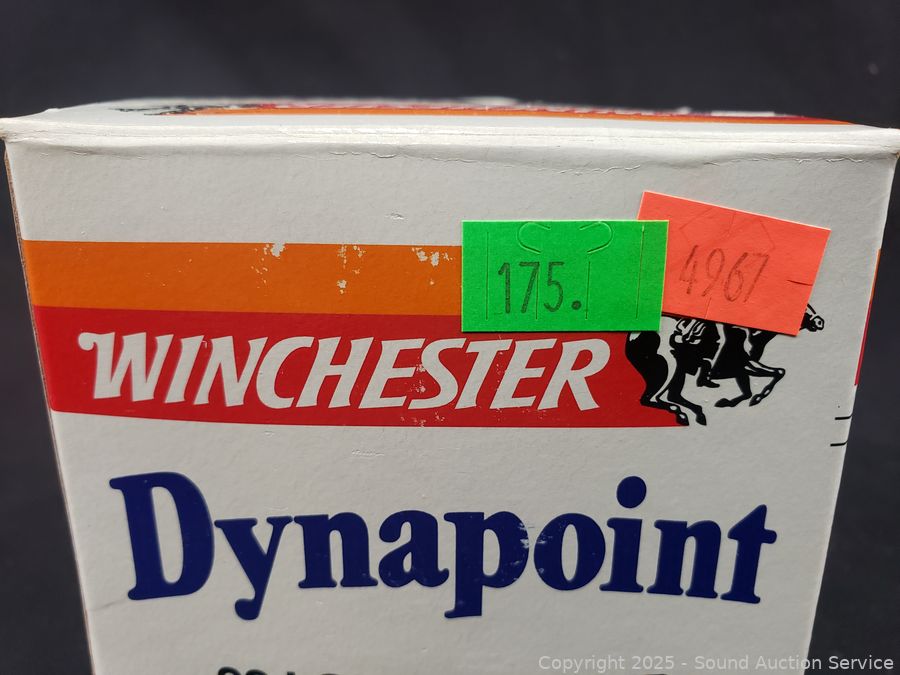 175.
4967
WINCHESTER
Dynapoint
Copyright 2025 - Sound Auction Service